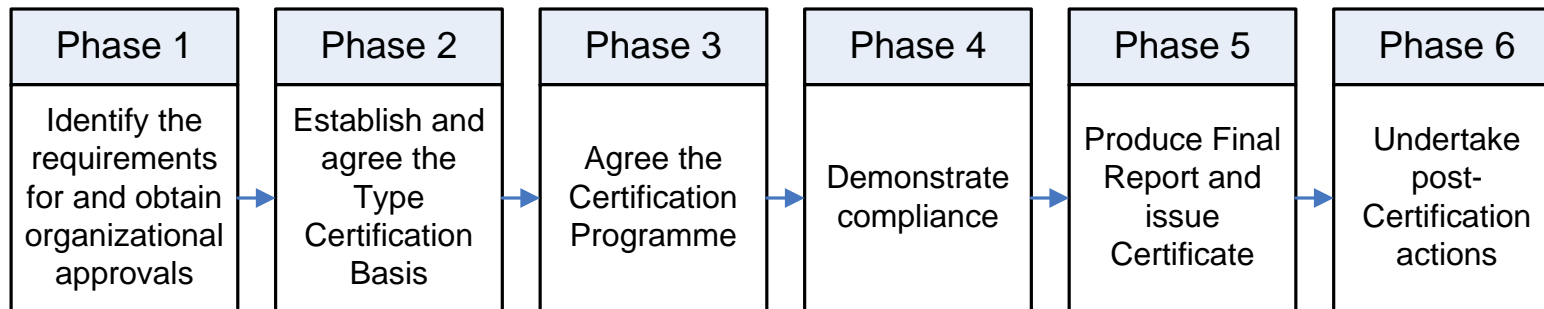 Phase 1
Identify the
requirements
for and obtain
organizational
approvals
Phase 2
Establish and
agree the
Type
Certification
Basis
Phase 3
Agree the
Certification
Programme
Phase 4
Demonstrate
compliance
Phase 5
Produce Final
Report and
issue
Certificate
Phase 6
Undertake
post-
Certification
actions